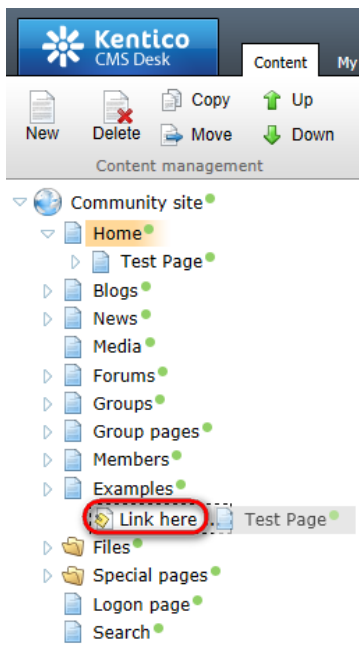 Kentico
CMS Desk
Content My
New Delete Copy Move Up Down
Content management
Community site
Home
Test Page
Blogs
News
Media
Forums
Groups
Group pages
Members
Examples
Link here Test Page
Files
Special pages
Logon page
Search